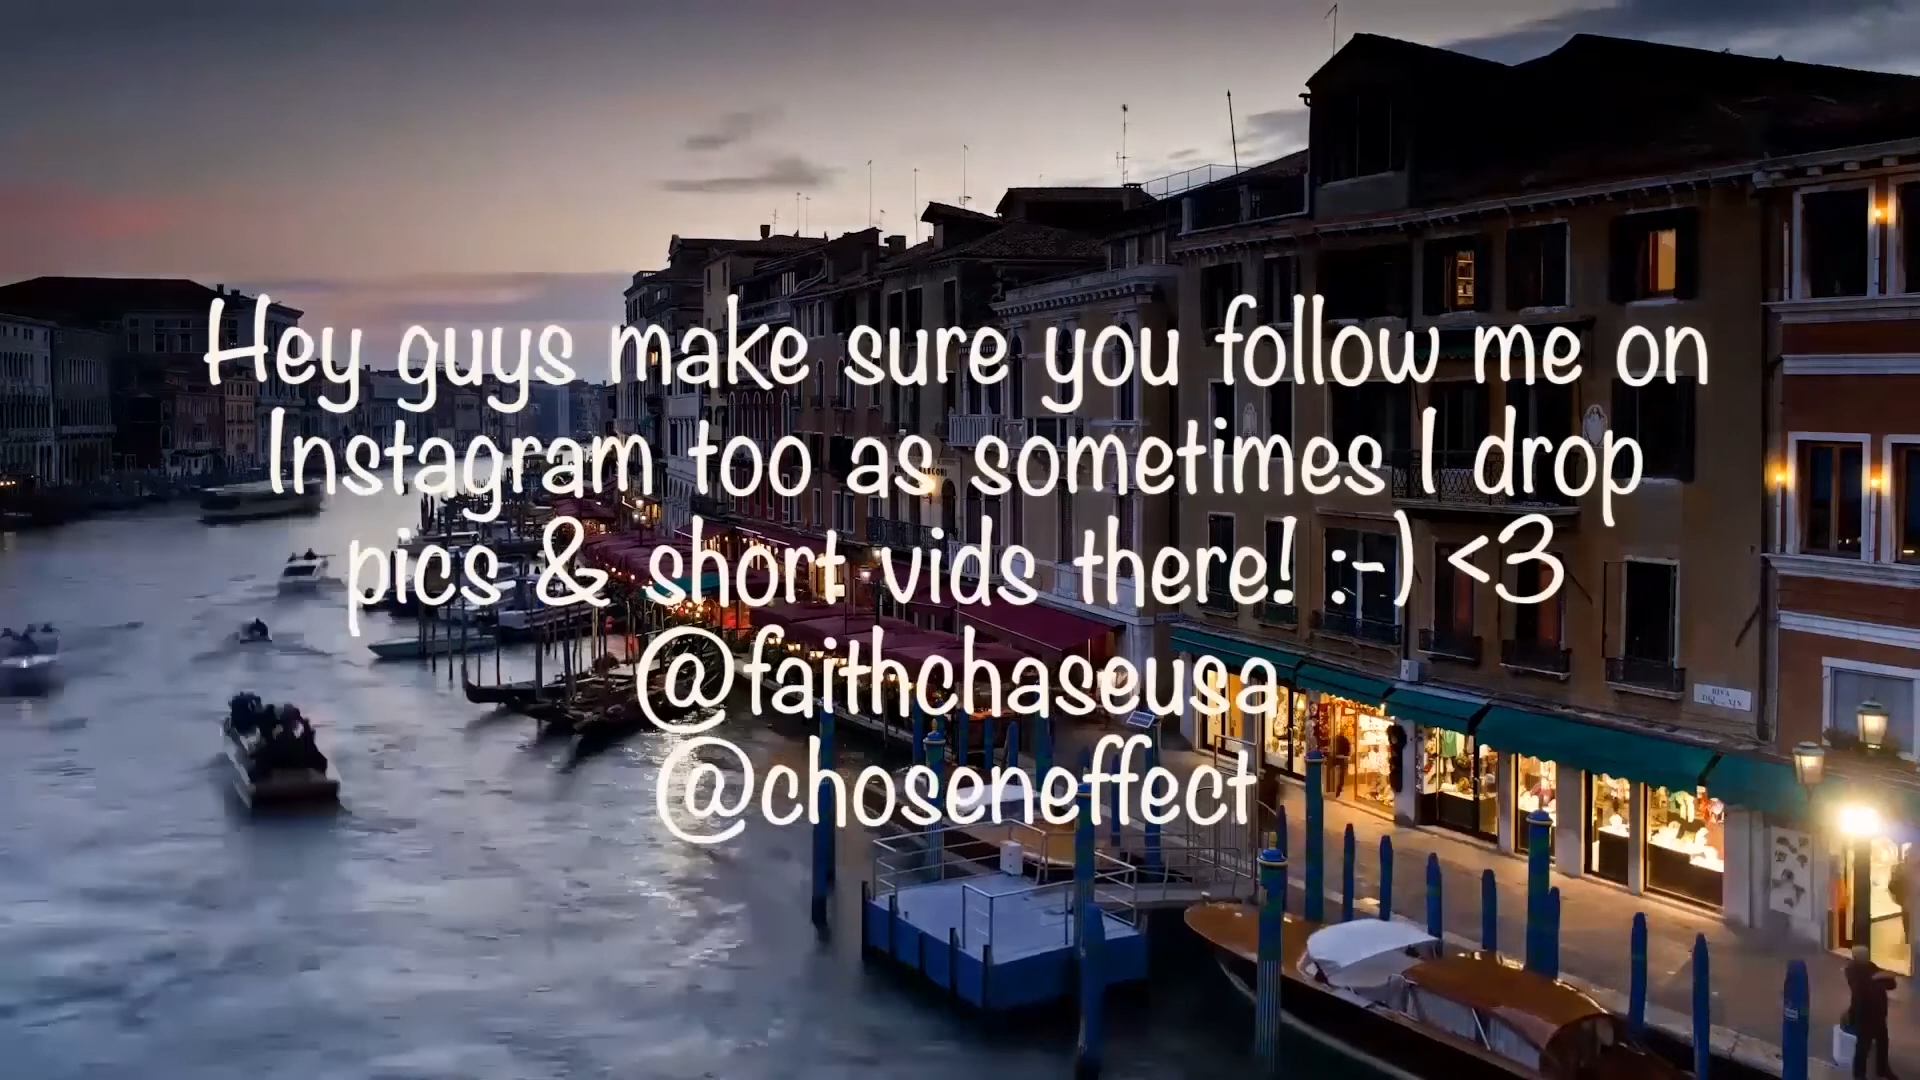 Hey guys make sure you follow me on
Instagram too as sometimes I drop
pics & short vids there! :-) <3
@faithchaseusa
@choseneffect
RIVA